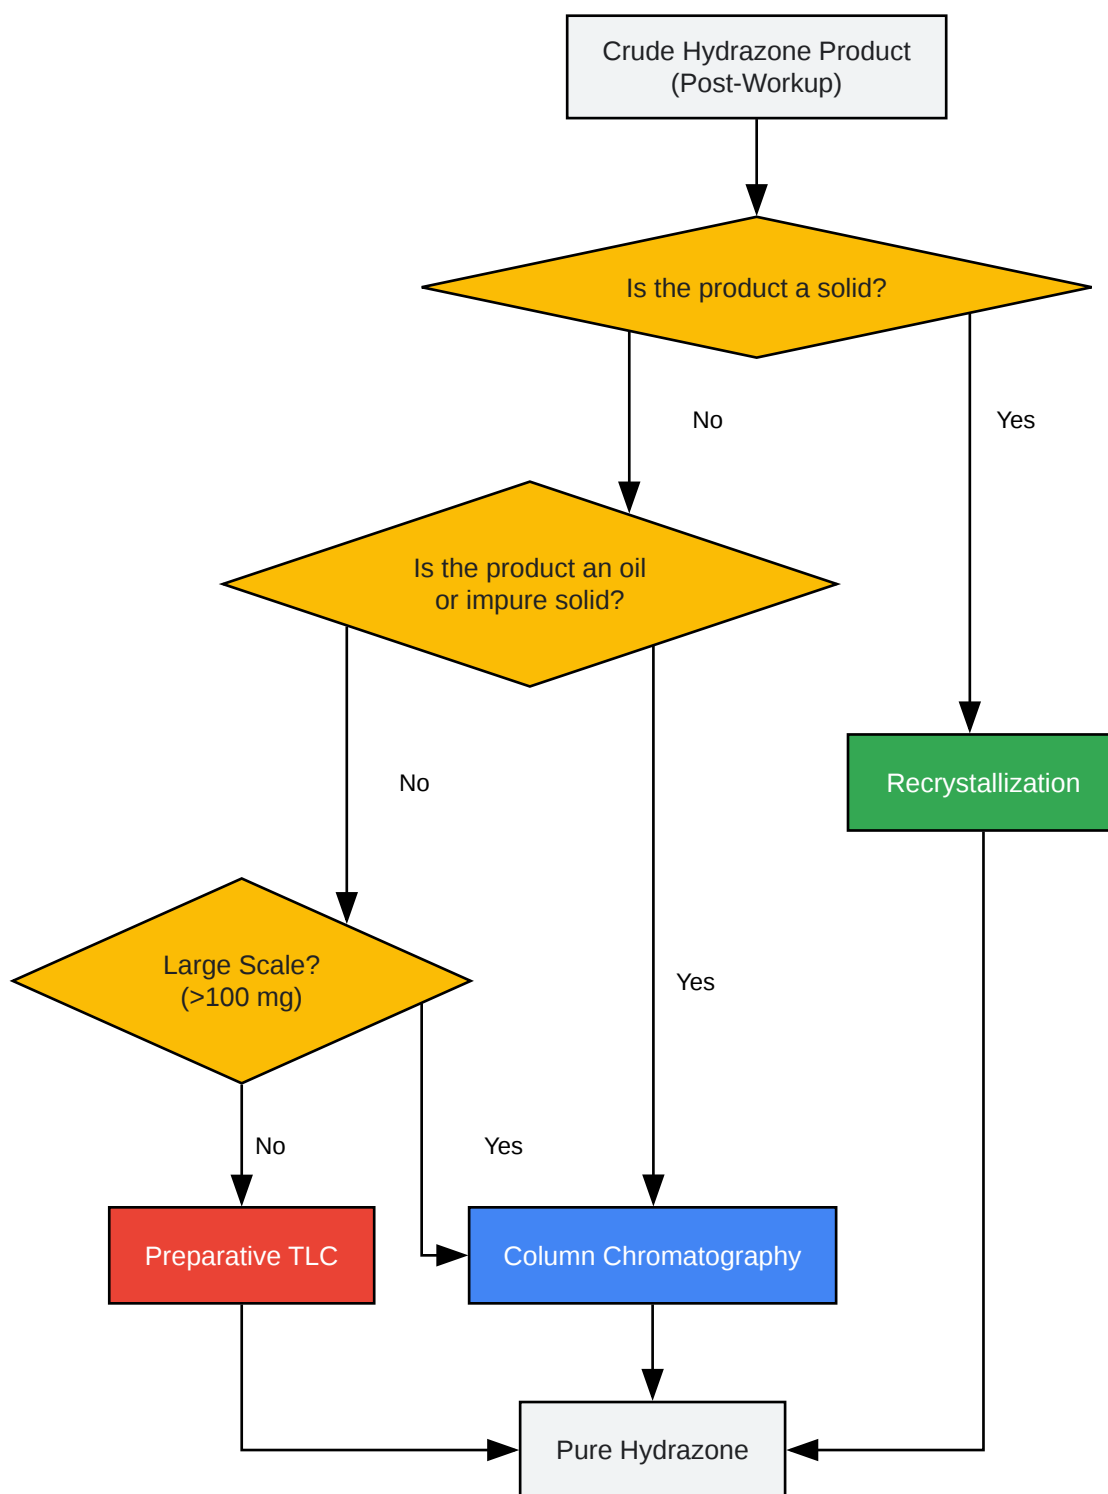 Crude Hydrazone Product
(Post-Workup)
Is the product a solid?
No
Yes
Is the product an oil
or impure solid?
Recrystallization
No
Large Scale?
(>100 mg)
Yes
No
Yes
Preparative TLC
Column Chromatography
Pure Hydrazone